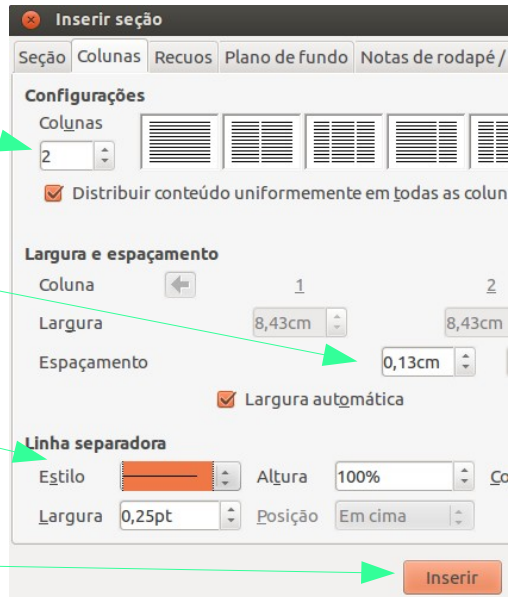 Inserir seção
Seção Colunas Recuos Plano de fundo Notas de rodapé /
Configurações
Colunas
2
Distribuir conteúdo uniformemente em todas as colun
Largura e espaçamento
Coluna 1 2
Largura 8,43cm 8,43cm
Espaçamento 0,13cm
Largura automática
Linha separadora
Estilo Altura 100% Co
Largura 0,25pt Posição Em cima
Inserir